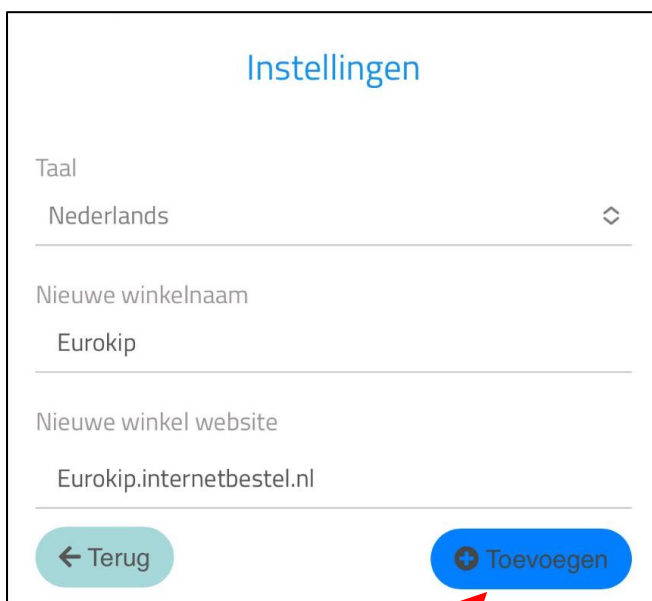 Instellingen
Taal
Nederlands
Nieuwe winkelnaam
Eurokip
Nieuwe winkel website
Eurokip.internetbestel.nl
Terug
Toevoegen